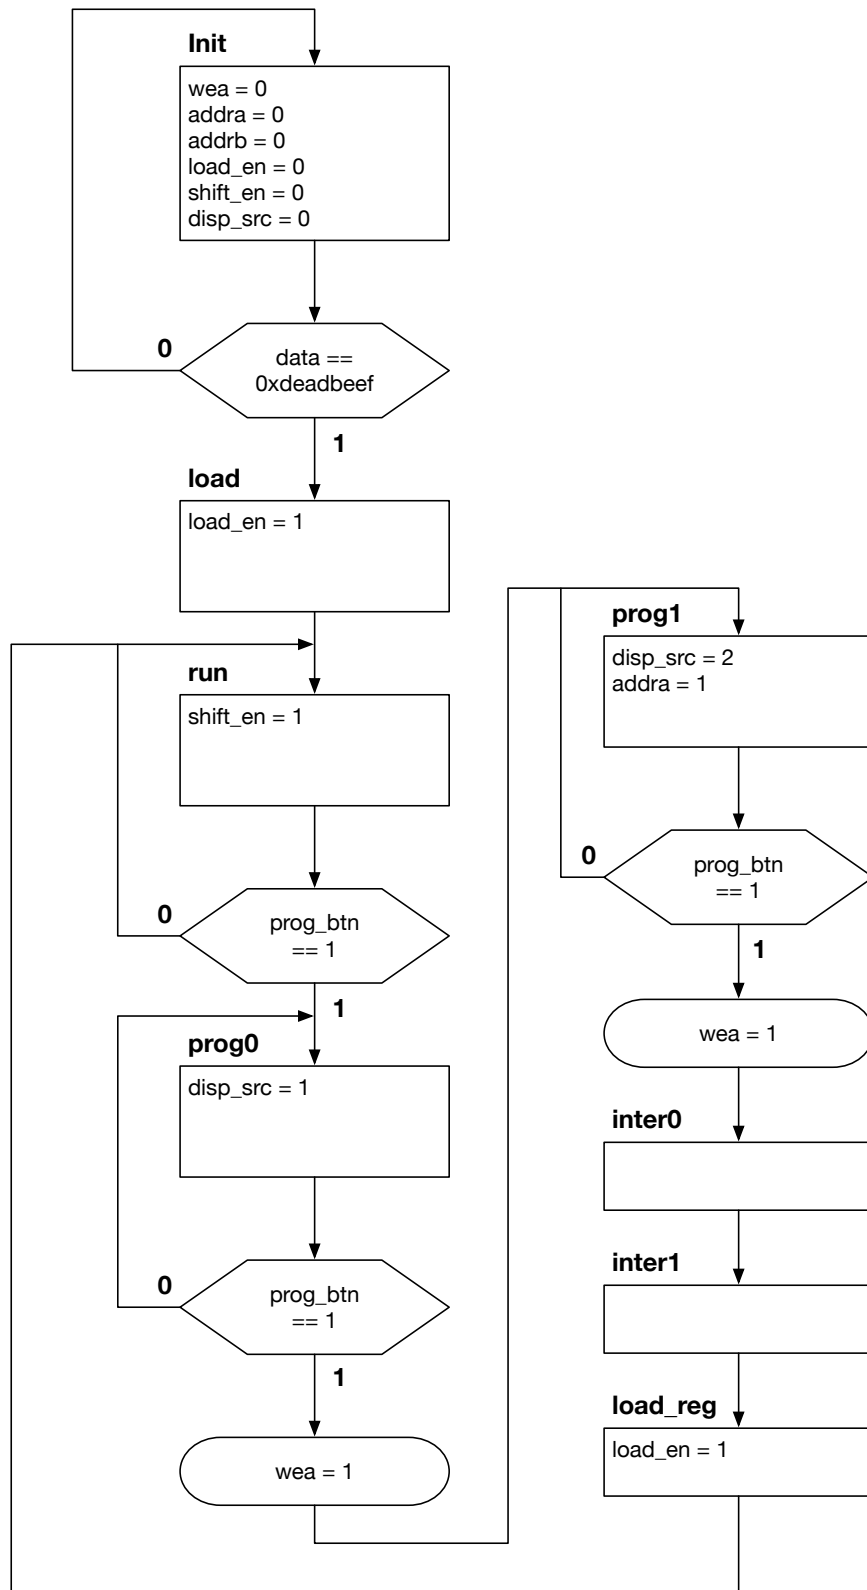 Init
wea = 0
addra = 0
addrb = 0
load_en = 0
shift_en = 0
disp_src = 0
0
data ==
0xdeadbeef
1
load
load_en = 1
run
shift_en = 1
0
prog_btn
== 1
1
prog0
disp_src = 1
0
prog_btn
== 1
1
wea = 1
prog1
disp_src = 2
addra = 1
0
prog_btn
== 1
1
wea = 1
inter0
inter1
load_reg
load_en = 1